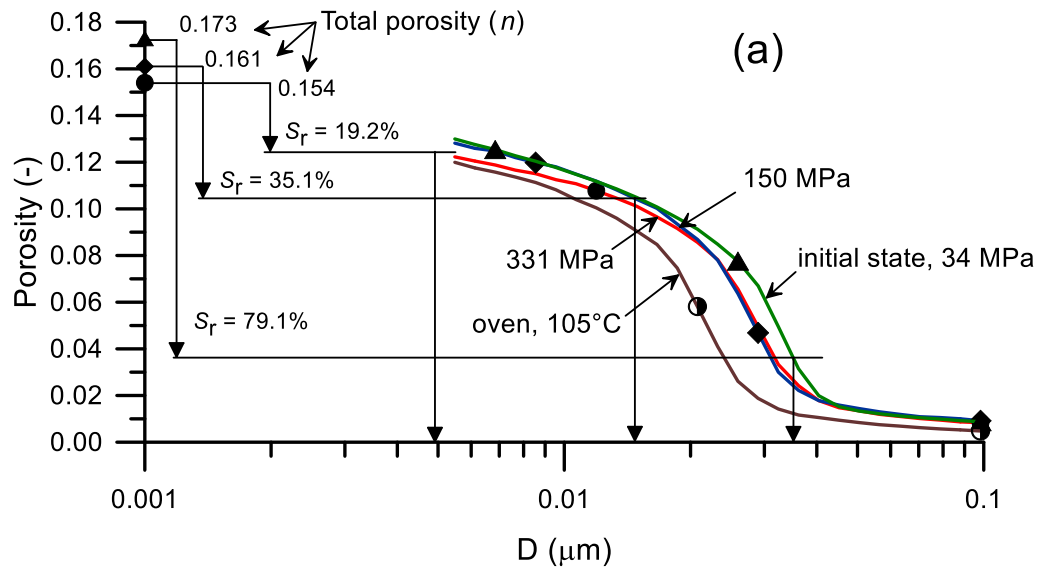 0.18
0.173
Total porosity (n)
(a)
0.161
0.16
0.154
0.14
Sr = 19.2%
0.12
Sr = 35.1%
150 MPa
0.10
331 MPa
initial state, 34 MPa
0.08
Porosity (-)
0.06
Sr = 79.1%
oven, 105°C
0.04
0.02
0.00
0.001
0.01
0.1
D (μm)